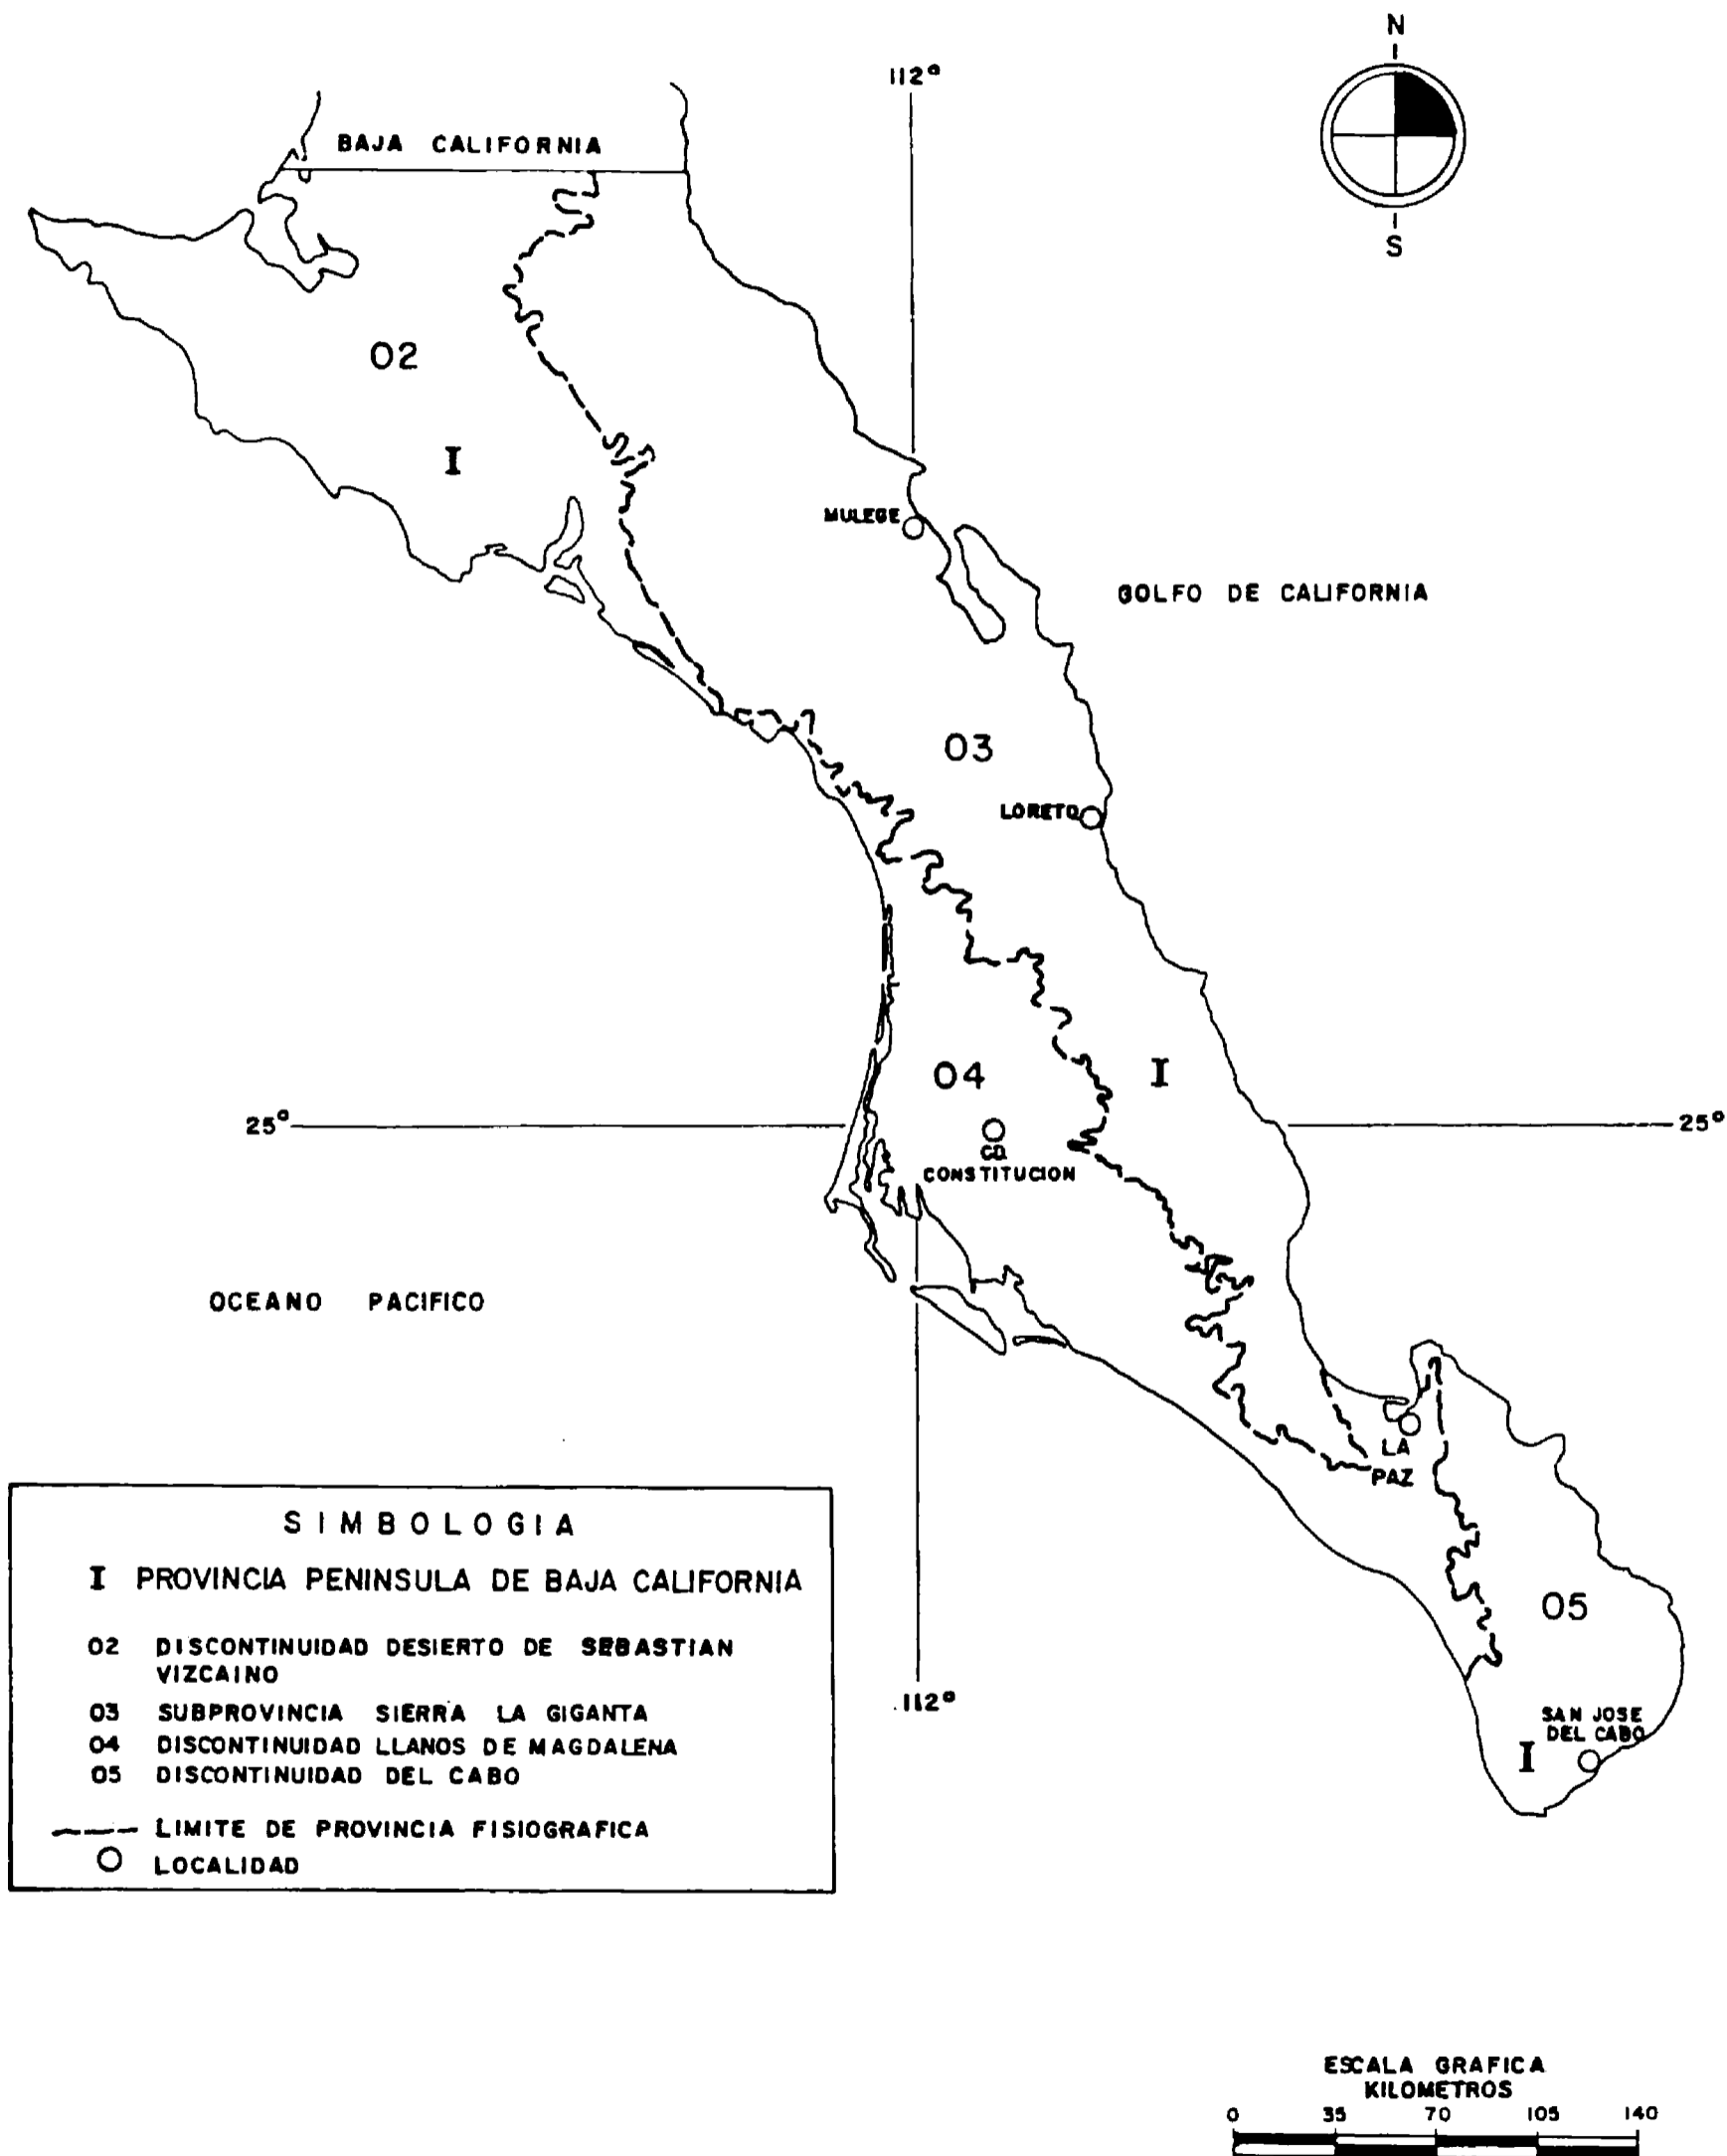 N
S
112°
BAJA CALIFORNIA
02
I
MULEGE
GOLFO DE CALIFORNIA
03
LORETO
04
I
25°
25°
CD.
CONSTITUCION
OCEANO PACIFICO
LA
PAZ
05
112°
SAN JOSE
DEL CABO
I
SIMBOLOGIA
I PROVINCIA PENINSULA DE BAJA CALIFORNIA
02 DISCONTINUIDAD DESIERTO DE SEBASTIAN
VIZCAINO
03 SUBPROVINCIA SIERRA LA GIGANTA
04 DISCONTINUIDAD LLANOS DE MAGDALENA
05 DISCONTINUIDAD DEL CABO
LIMITE DE PROVINCIA FISIOGRAFICA
LOCALIDAD
ESCALA GRAFICA
KILOMETROS
0 35 70 105 140